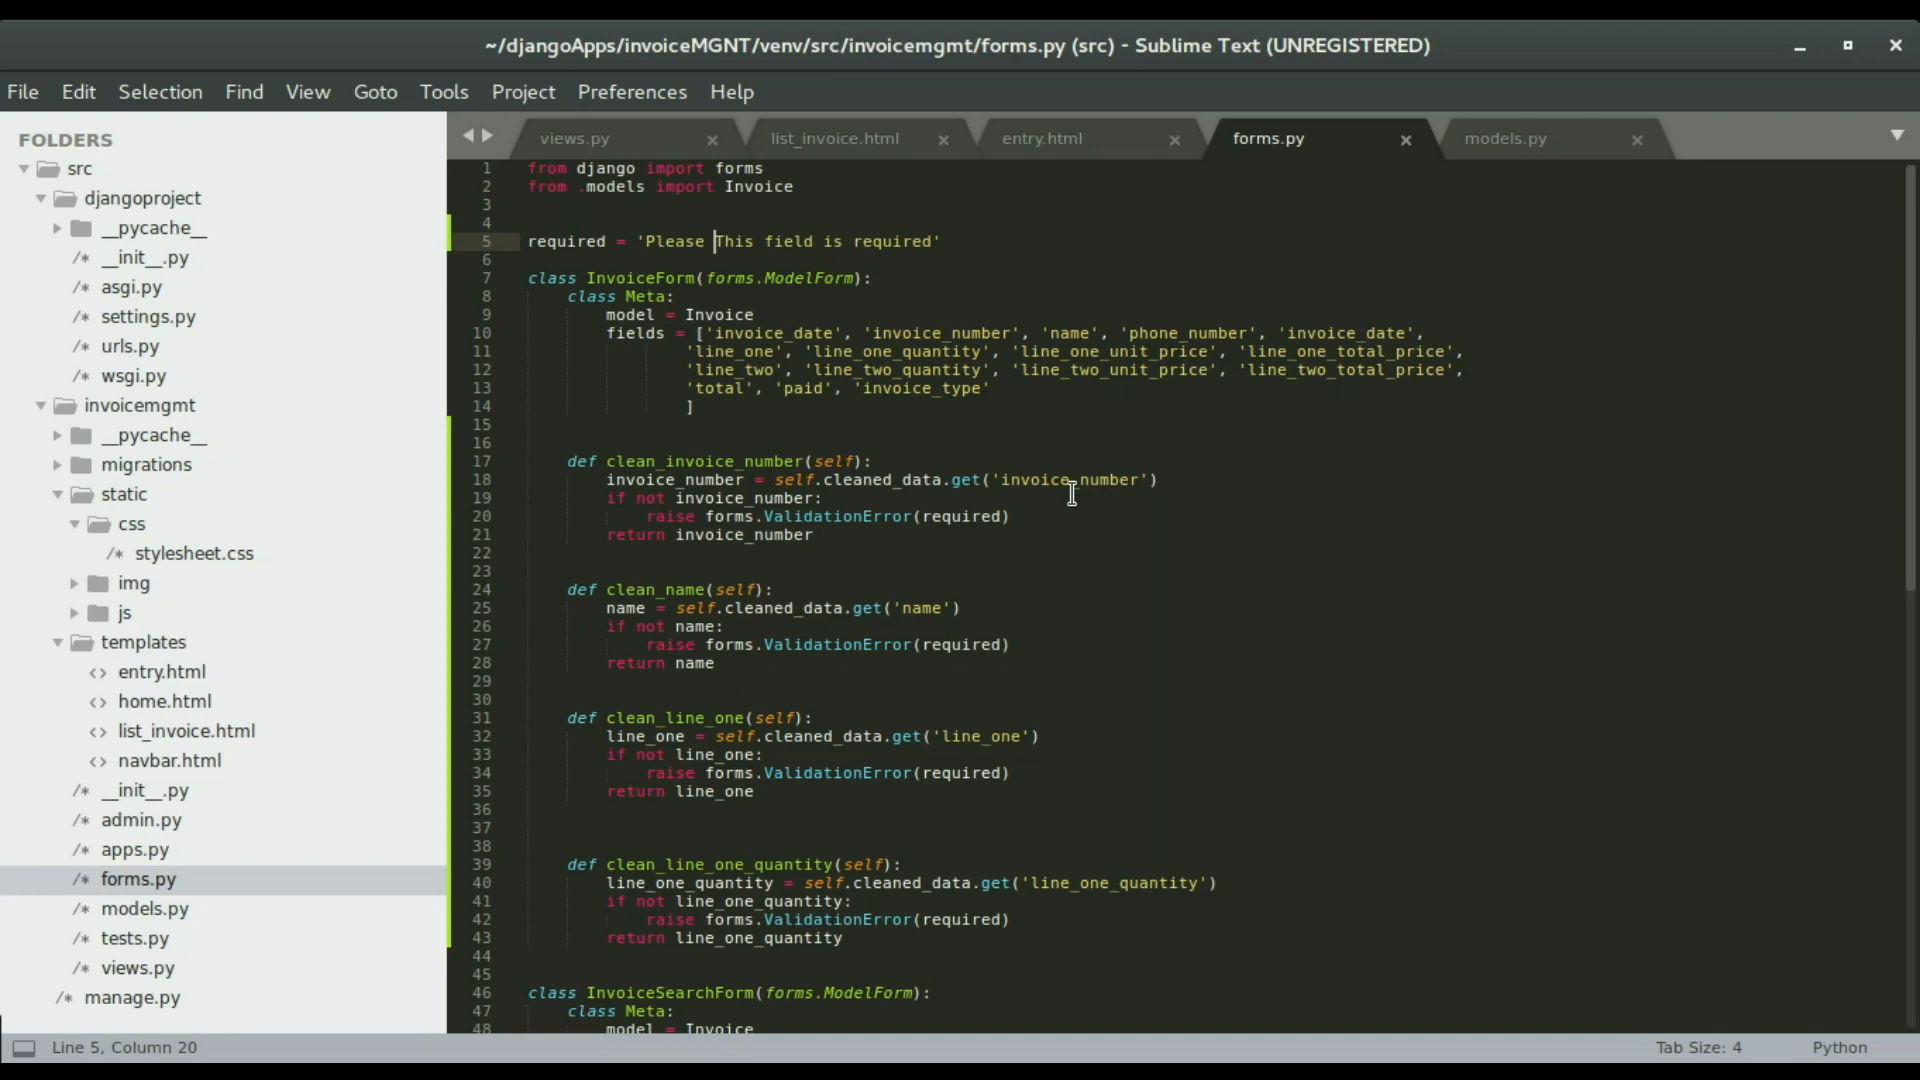 ~/djangoApps/invoiceMGNT/venv/src/invoicemgmt/forms.py (src) - Sublime Text (UNREGISTERED)
File Edit Selection Find View Goto Tools Project Preferences Help
FOLDERS
src
djangoproject
__pycache__
/* __init__.py
/* asgi.py
/* settings.py
/* urls.py
/* wsgi.py
invoicemgmt
__pycache__
migrations
static
css
/* stylesheet.css
img
js
templates
<> entry.html
<> home.html
<> list_invoice.html
<> navbar.html
/* __init__.py
/* admin.py
/* apps.py
/* forms.py
/* models.py
/* tests.py
/* views.py
/* manage.py
views.py × list_invoice.html × entry.html × forms.py × models.py ×
1 from django import forms
2 from .models import Invoice
3
4
5 required = 'Please This field is required'
6
7 class InvoiceForm(forms.ModelForm):
8     class Meta:
9         model = Invoice
10         fields = ['invoice_date', 'invoice_number', 'name', 'phone_number', 'invoice_date',
11                 'line_one', 'line_one_quantity', 'line_one_unit_price', 'line_one_total_price',
12                 'line_two', 'line_two_quantity', 'line_two_unit_price', 'line_two_total_price',
13                 'total', 'paid', 'invoice_type'
14                 ]
15
16
17     def clean_invoice_number(self):
18         invoice_number = self.cleaned_data.get('invoice_number')
19         if not invoice_number:
20             raise forms.ValidationError(required)
21         return invoice_number
22
23
24     def clean_name(self):
25         name = self.cleaned_data.get('name')
26         if not name:
27             raise forms.ValidationError(required)
28         return name
29
30
31     def clean_line_one(self):
32         line_one = self.cleaned_data.get('line_one')
33         if not line_one:
34             raise forms.ValidationError(required)
35         return line_one
36
37
38
39     def clean_line_one_quantity(self):
40         line_one_quantity = self.cleaned_data.get('line_one_quantity')
41         if not line_one_quantity:
42             raise forms.ValidationError(required)
43         return line_one_quantity
44
45
46 class InvoiceSearchForm(forms.ModelForm):
47     class Meta:
48         model = Invoice
Line 5, Column 20 Tab Size: 4 Python